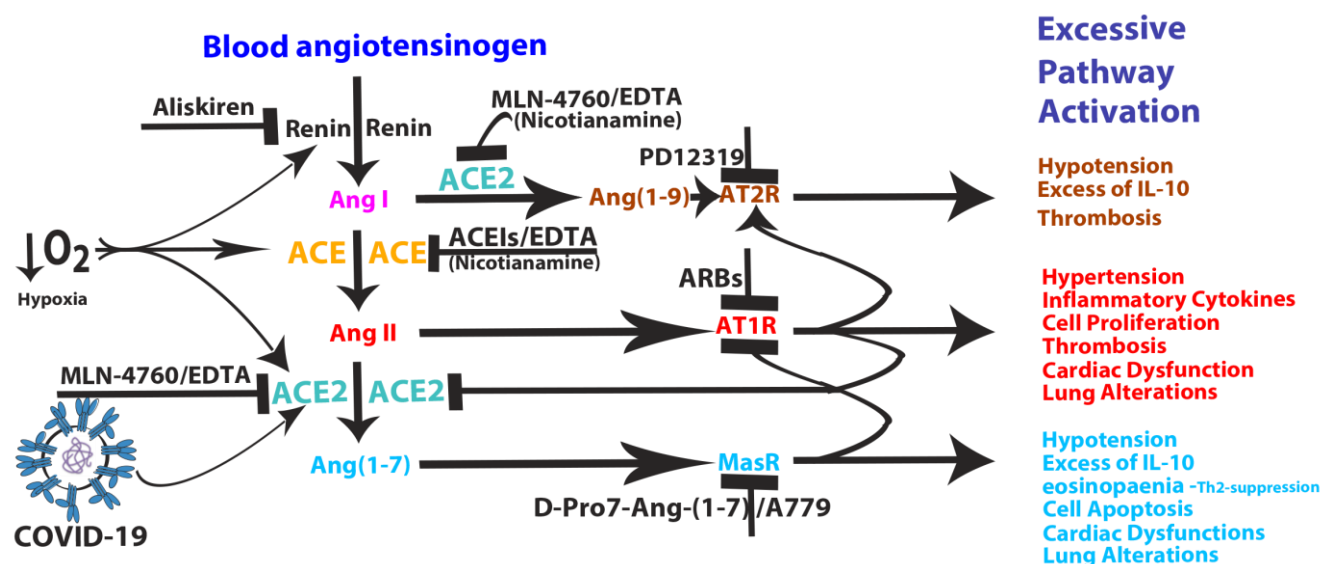 Blood angiotensinogen
Aliskiren
Renin Renin
MLN-4760/EDTA
(Nicotianamine)
ACE2
PD12319
Ang I
Ang(1-9)
AT2R
↓O2
Hypoxia
ACE ACE
ACEIs/EDTA
(Nicotianamine)
ARBs
Ang II
AT1R
MLN-4760/EDTA
ACE2 ACE2
COVID-19
Ang(1-7)
MasR
D-Pro7-Ang-(1-7)/A779
Excessive
Pathway
Activation
Hypotension
Excess of IL-10
Thrombosis
Hypertension
Inflammatory Cytokines
Cell Proliferation
Thrombosis
Cardiac Dysfunction
Lung Alterations
Hypotension
Excess of IL-10
eosinopaenia -Th2-suppression
Cell Apoptosis
Cardiac Dysfunctions
Lung Alterations